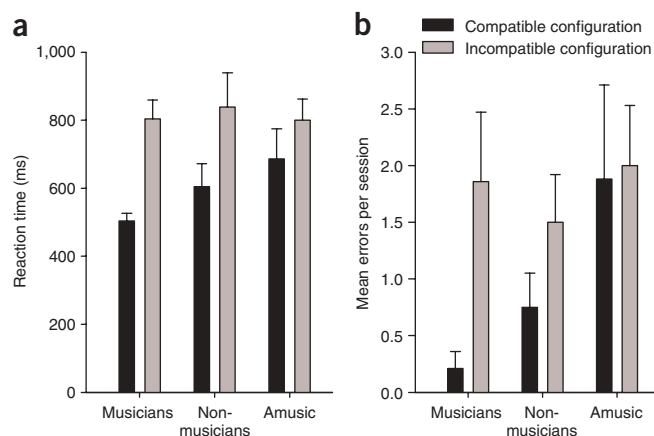 a
Reaction time (ms)
1,000
800
600
400
200
0
Musicians
Non-
musicians
Amusic
b
Compatible configuration
Incompatible configuration
Mean errors per session
3.0
2.5
2.0
1.5
1.0
0.5
0.0
Musicians
Non-
musicians
Amusic